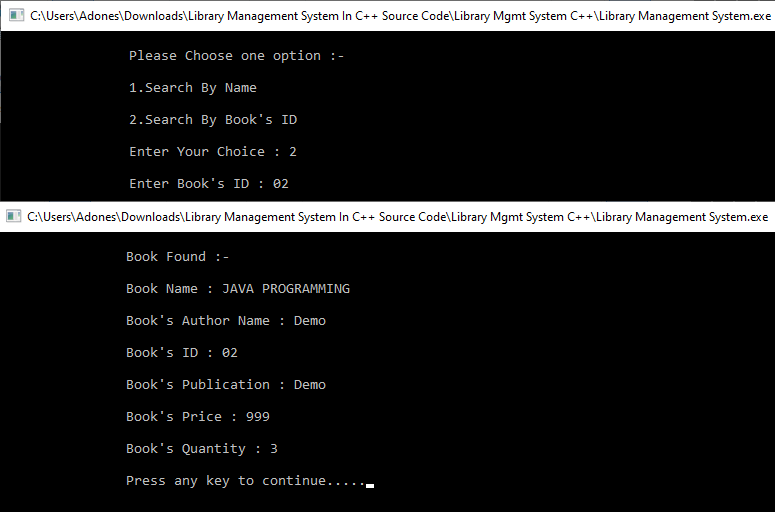 C:\Users\Adones\Downloads\Library Management System In C++ Source Code\Library Mgmt System C++\Library Management System.exe
Please Choose one option :-
1.Search By Name
2.Search By Book's ID
Enter Your Choice : 2
Enter Book's ID : 02
C:\Users\Adones\Downloads\Library Management System In C++ Source Code\Library Mgmt System C++\Library Management System.exe
Book Found :-
Book Name : JAVA PROGRAMMING
Book's Author Name : Demo
Book's ID : 02
Book's Publication : Demo
Book's Price : 999
Book's Quantity : 3
Press any key to continue.....